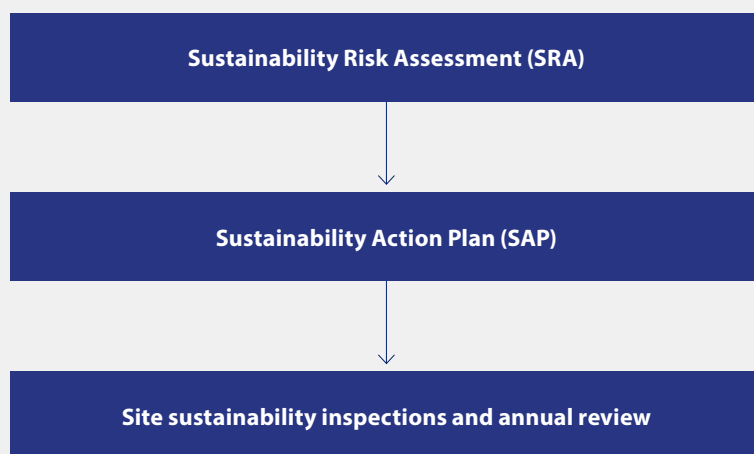 Sustainability Risk Assessment (SRA)
Sustainability Action Plan (SAP)
Site sustainability inspections and annual review